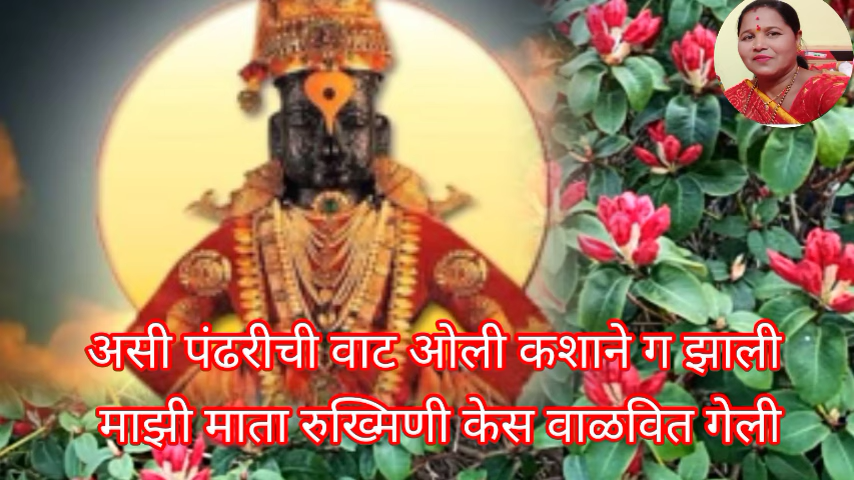 असी पंढरीची वाट ओली कशाने ग झाली
माझी माता रुख्मिणी केस वाळवित गेली